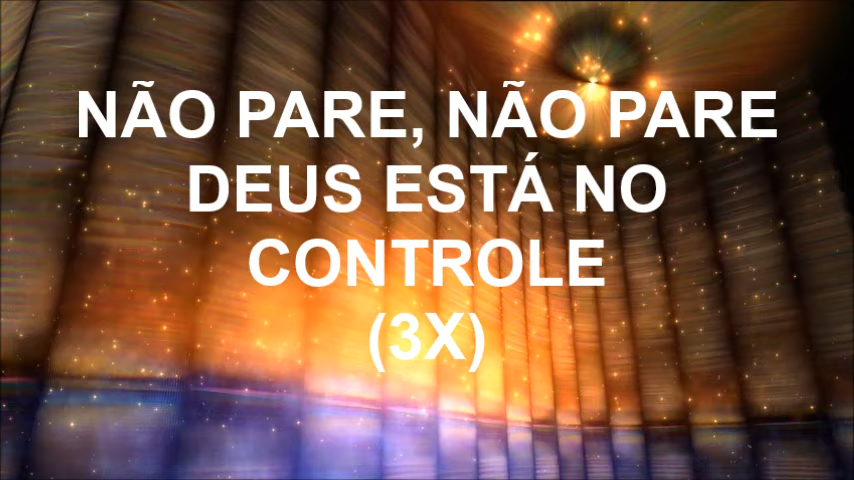 NÃO PARE, NÃO PARE
DEUS ESTÁ NO
CONTROLE
(3X)